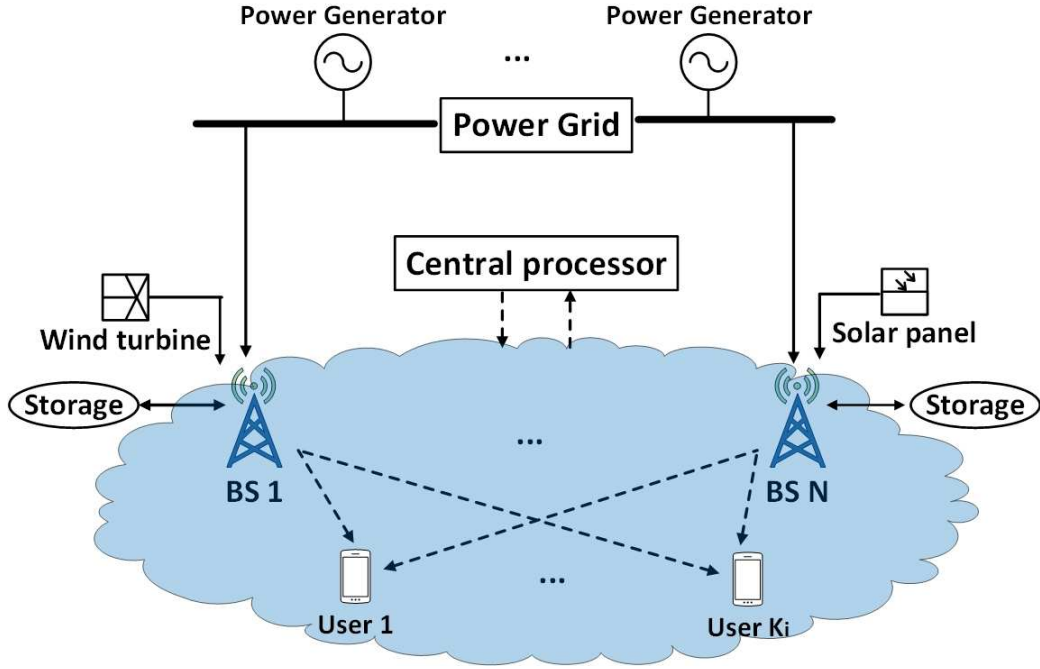 Power Generator
Power Generator
...
Power Grid
Central processor
Wind turbine
Solar panel
Storage
Storage
...
BS 1
BS N
...
User 1
User Ki